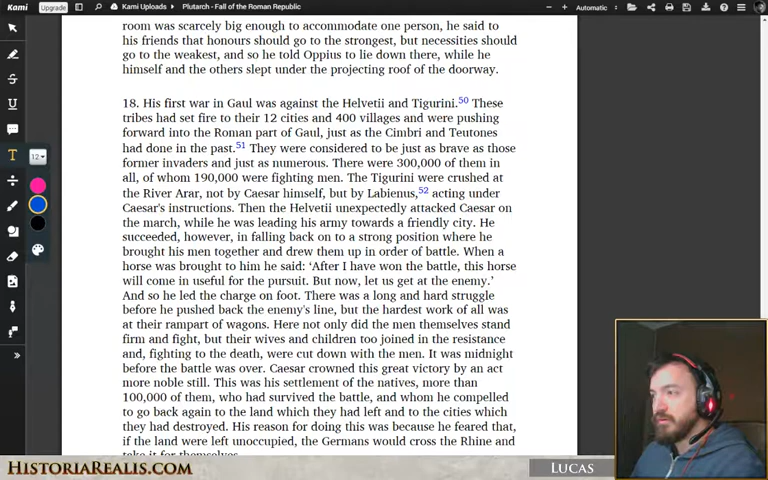 Kami
Upgrade
Kami Uploads > Plutarch - Fall of the Roman Republic
Automatic
room was scarcely big enough to accommodate one person, he said to
his friends that honours should go to the strongest, but necessities should
go to the weakest, and so he told Oppius to lie down there, while he
himself and the others slept under the projecting roof of the doorway.
18. His first war in Gaul was against the Helvetii and Tigurini.50 These
tribes had set fire to their 12 cities and 400 villages and were pushing
forward into the Roman part of Gaul, just as the Cimbri and Teutones
had done in the past.51 They were considered to be just as brave as those
former invaders and just as numerous. There were 300,000 of them in
all, of whom 190,000 were fighting men. The Tigurini were crushed at
the River Arar, not by Caesar himself, but by Labienus,52 acting under
Caesar's instructions. Then the Helvetii unexpectedly attacked Caesar on
the march, while he was leading his army towards a friendly city. He
succeeded, however, in falling back on to a strong position where he
brought his men together and drew them up in order of battle. When a
horse was brought to him he said: ‘After I have won the battle, this horse
will come in useful for the pursuit. But now, let us get at the enemy.’
And so he led the charge on foot. There was a long and hard struggle
before he pushed back the enemy's line, but the hardest work of all was
at their rampart of wagons. Here not only did the men themselves stand
firm and fight, but their wives and children too joined in the resistance
and, fighting to the death, were cut down with the men. It was midnight
before the battle was over. Caesar crowned this great victory by an act
more noble still. This was his settlement of the natives, more than
100,000 of them, who had survived the battle, and whom he compelled
to go back again to the land which they had left and to the cities which
they had destroyed. His reason for doing this was because he feared that,
if the land were left unoccupied, the Germans would cross the Rhine and
take it for themselves.
T
12
HISTORIAREALIS.COM
LUCAS